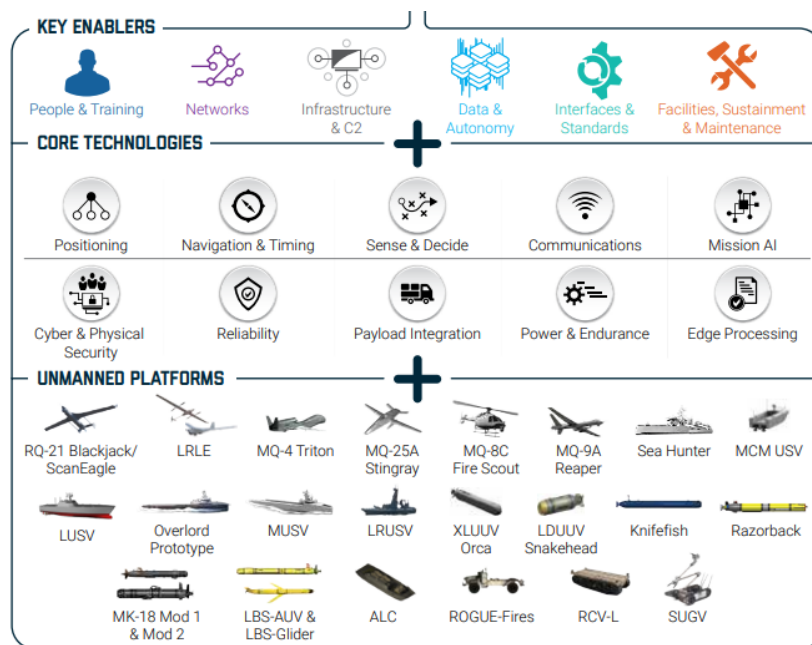 KEY ENABLERS
People & Training
Networks
Infrastructure
& C2
Data &
Autonomy
Interfaces &
Standards
Facilities, Sustainment
& Maintenance
CORE TECHNOLOGIES
Positioning
Navigation & Timing
Sense & Decide
Communications
Mission AI
Cyber & Physical
Security
Reliability
Payload Integration
Power & Endurance
Edge Processing
UNMANNED PLATFORMS
RQ-21 Blackjack/
ScanEagle
LRLE
MQ-4 Triton
MQ-25A
Stingray
MQ-8C
Fire Scout
MQ-9A
Reaper
Sea Hunter
MCM USV
LUSV
Overlord
Prototype
MUSV
LRUSV
XLUUV
Orca
LDUUV
Snakehead
Knifefish
Razorback
MK-18 Mod 1
& Mod 2
LBS-AUV &
LBS-Glider
ALC
ROGUE-Fires
RCV-L
SUGV